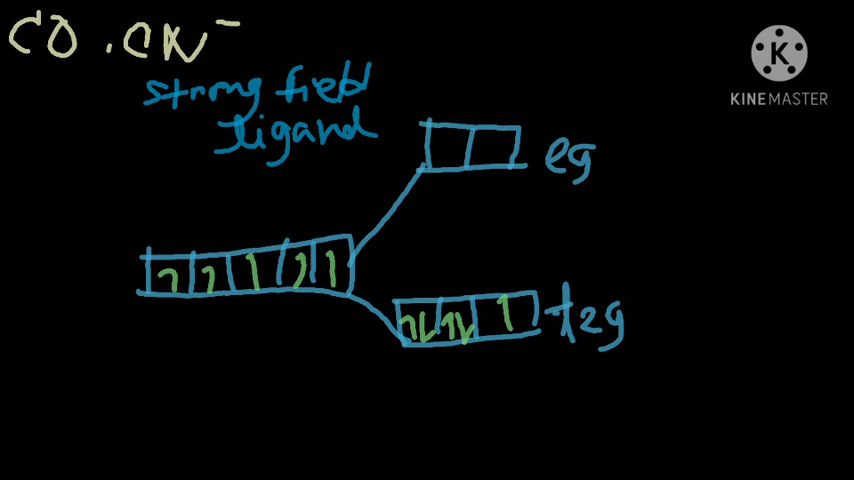 CO . CN⁻
strong field
ligand
K
KINEMASTER
eg
t2g